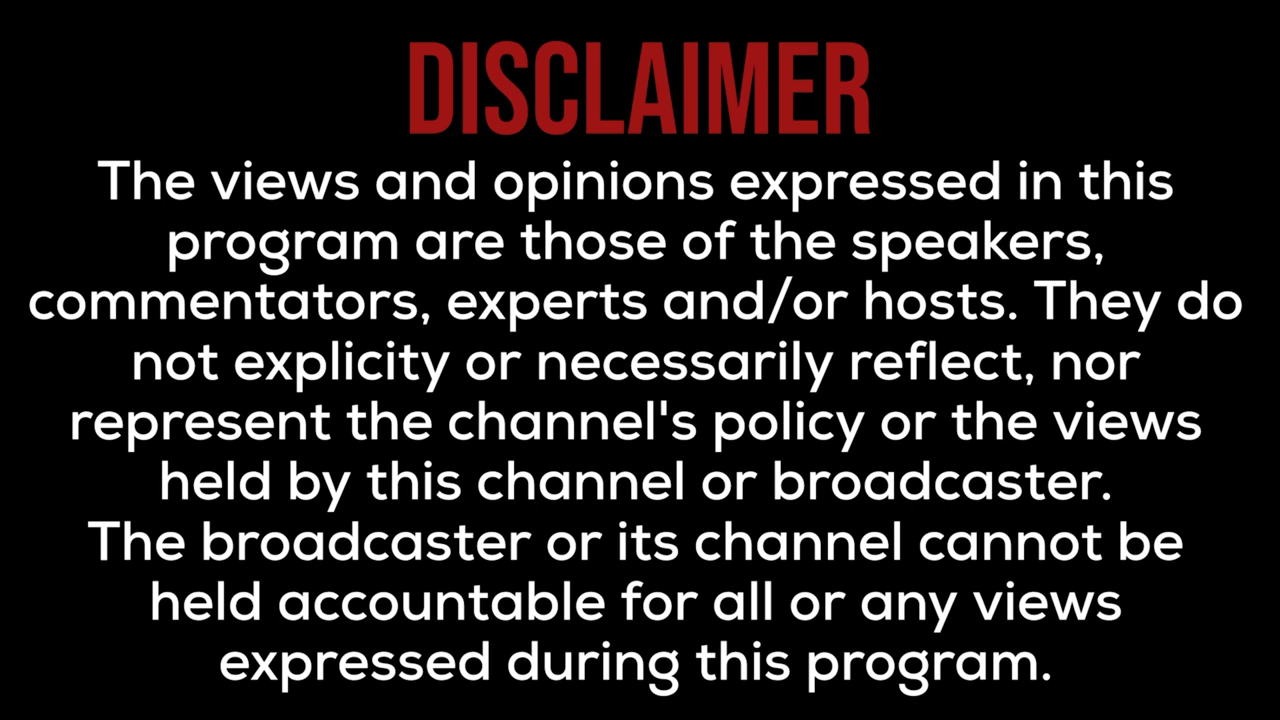 DISCLAIMER
The views and opinions expressed in this
program are those of the speakers,
commentators, experts and/or hosts. They do
not explicity or necessarily reflect, nor
represent the channel's policy or the views
held by this channel or broadcaster.
The broadcaster or its channel cannot be
held accountable for all or any views
expressed during this program.